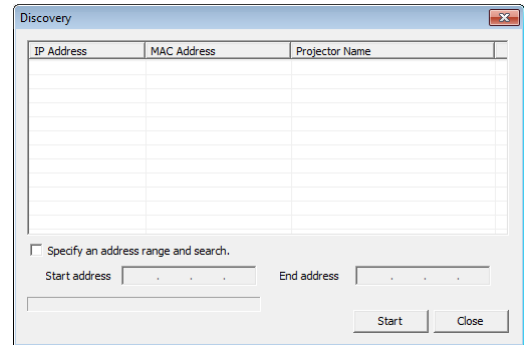 Discovery
IP Address MAC Address Projector Name
Specify an address range and search.
Start address . . . End address . . .
Start Close